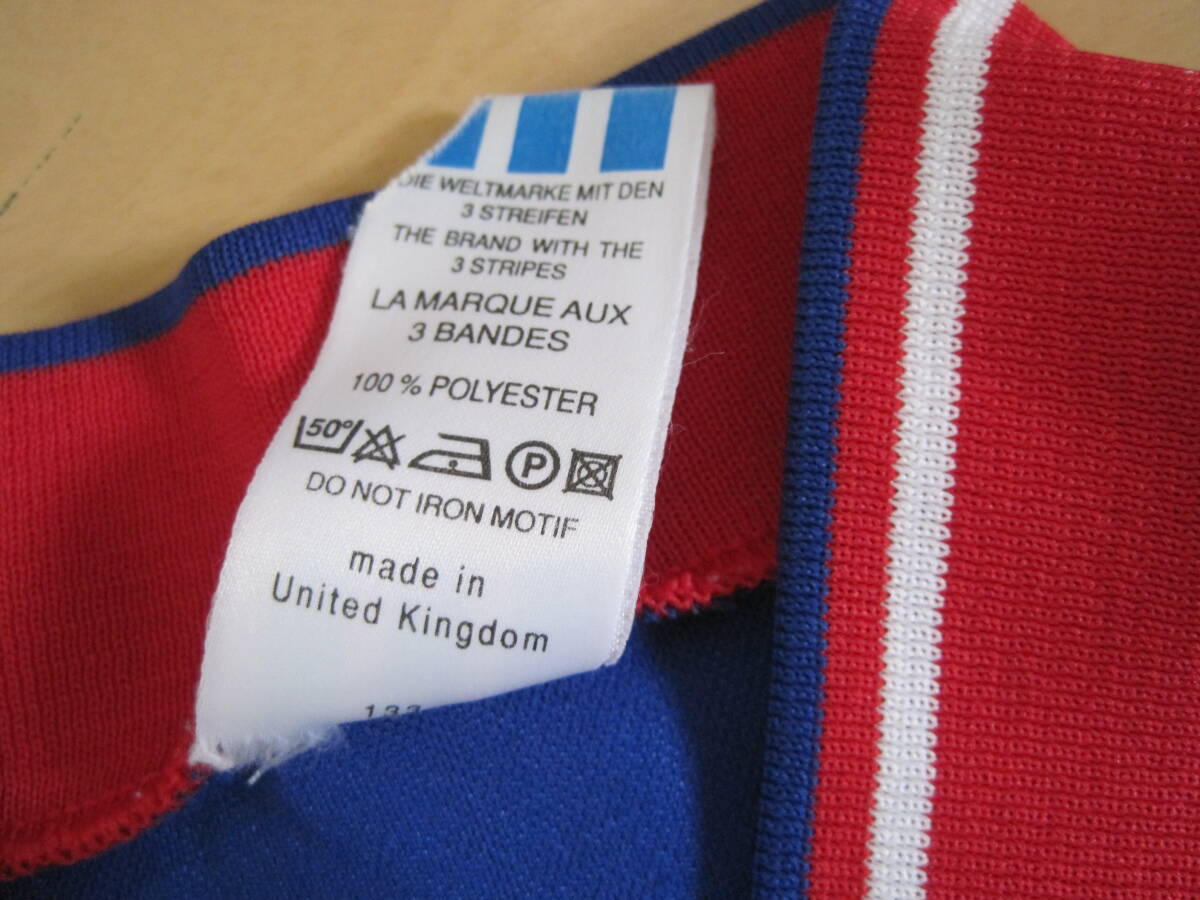 DIE WELTMARKE MIT DEN
3 STREIFEN
THE BRAND WITH THE
3 STRIPES
LA MARQUE AUX
3 BANDES
100 % POLYESTER
50° P
DO NOT IRON MOTIF
made in
United Kingdom